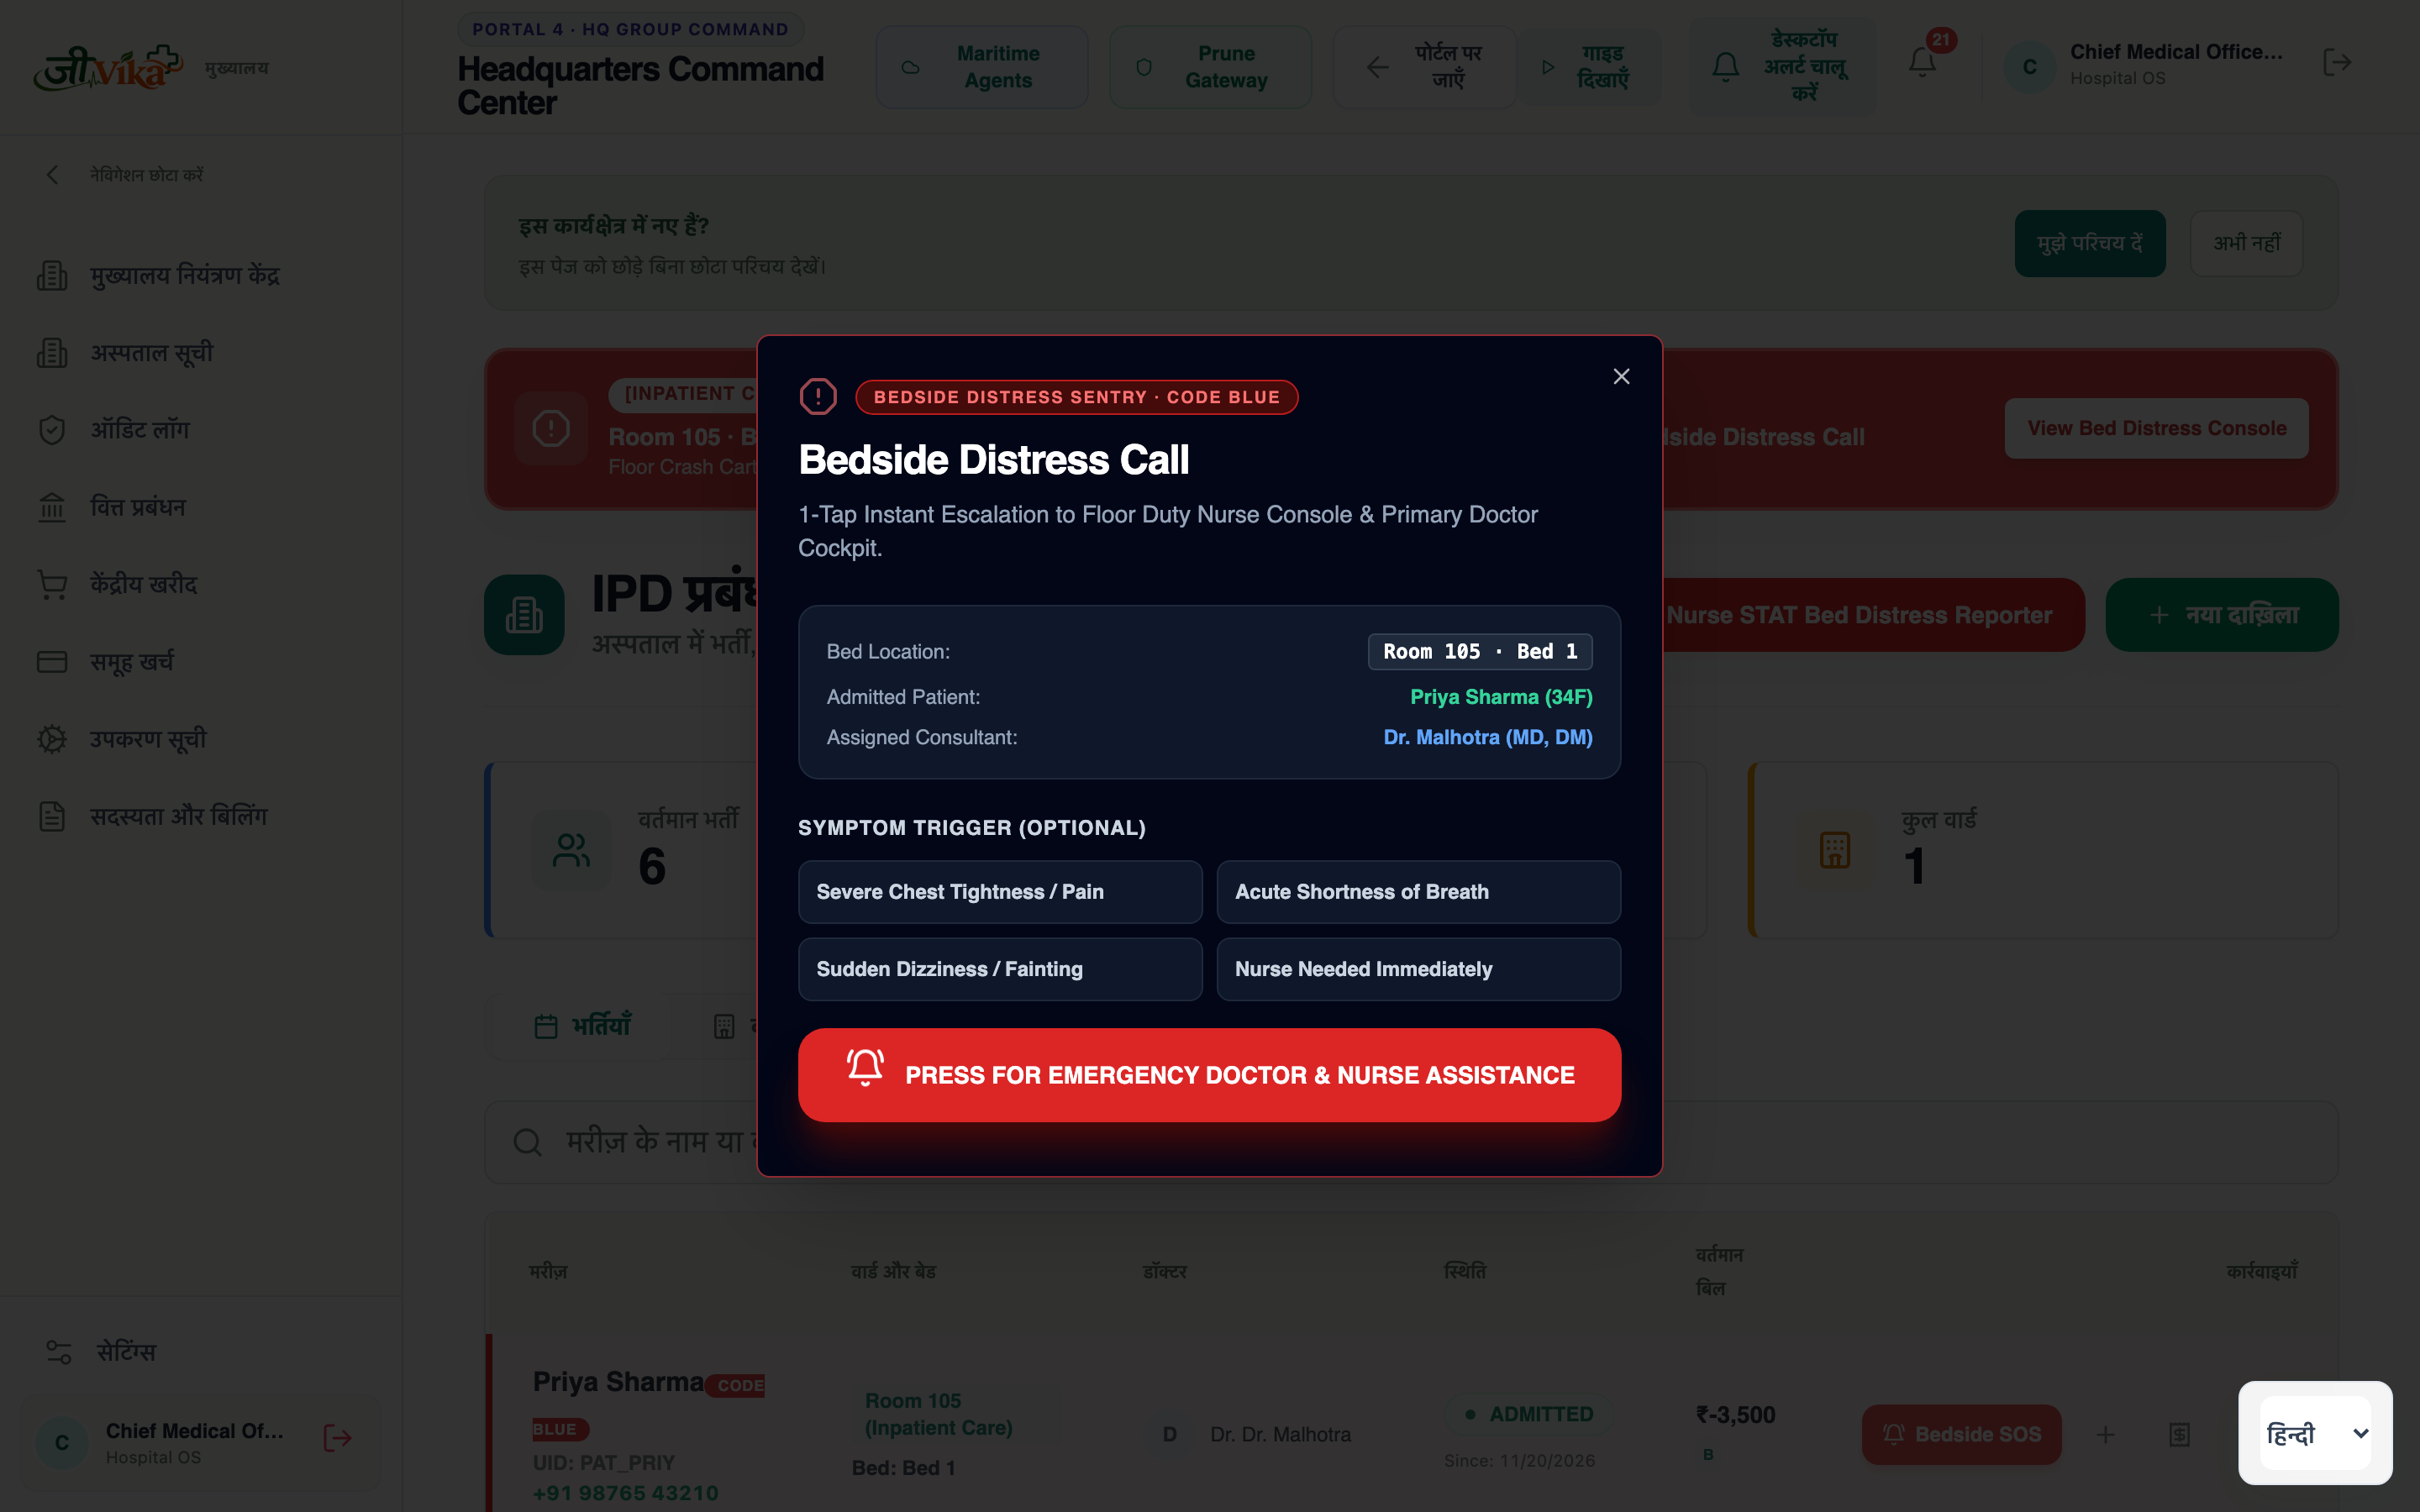 जीvika
मुख्यालय
PORTAL 4 · HQ GROUP COMMAND
Headquarters Command
Center
Maritime
Agents
Prune
Gateway
पोर्टल पर
जाएँ
गाइड
दिखाएँ
डेस्कटॉप
अलर्ट चालू
करें
21
C
Chief Medical Office...
Hospital OS
नेविगेशन छोटा करें
मुख्यालय नियंत्रण केंद्र
अस्पताल सूची
ऑडिट लॉग
वित्त प्रबंधन
केंद्रीय खरीद
समूह खर्च
उपकरण सूची
सदस्यता और बिलिंग
सेटिंग्स
C
Chief Medical Of...
Hospital OS
इस कार्यक्षेत्र में नए हैं?
इस पेज को छोड़े बिना छोटा परिचय देखें।
मुझे परिचय दें
अभी नहीं
[INPATIENT C
Room 105 · B
Floor Crash Cart
dside Distress Call
View Bed Distress Console
IPD प्रबंध
अस्पताल में भर्ती,
Nurse STAT Bed Distress Reporter
नया दाख़िला
वर्तमान भर्ती
6
कुल वार्ड
1
भर्तियाँ
मरीज़ के नाम या
BEDSIDE DISTRESS SENTRY · CODE BLUE
Bedside Distress Call
1-Tap Instant Escalation to Floor Duty Nurse Console & Primary Doctor
Cockpit.
Bed Location:
Room 105 · Bed 1
Admitted Patient:
Priya Sharma (34F)
Assigned Consultant:
Dr. Malhotra (MD, DM)
SYMPTOM TRIGGER (OPTIONAL)
Severe Chest Tightness / Pain
Acute Shortness of Breath
Sudden Dizziness / Fainting
Nurse Needed Immediately
PRESS FOR EMERGENCY DOCTOR & NURSE ASSISTANCE
मरीज़
वार्ड और बेड
डॉक्टर
स्थिति
वर्तमान
बिल
कार्रवाइयाँ
Priya Sharma CODE
BLUE
UID: PAT_PRIY
+91 98765 43210
Room 105
(Inpatient Care)
Bed: Bed 1
D
Dr. Dr. Malhotra
ADMITTED
Since: 11/20/2026
₹-3,500
B
Bedside SOS
हिन्दी